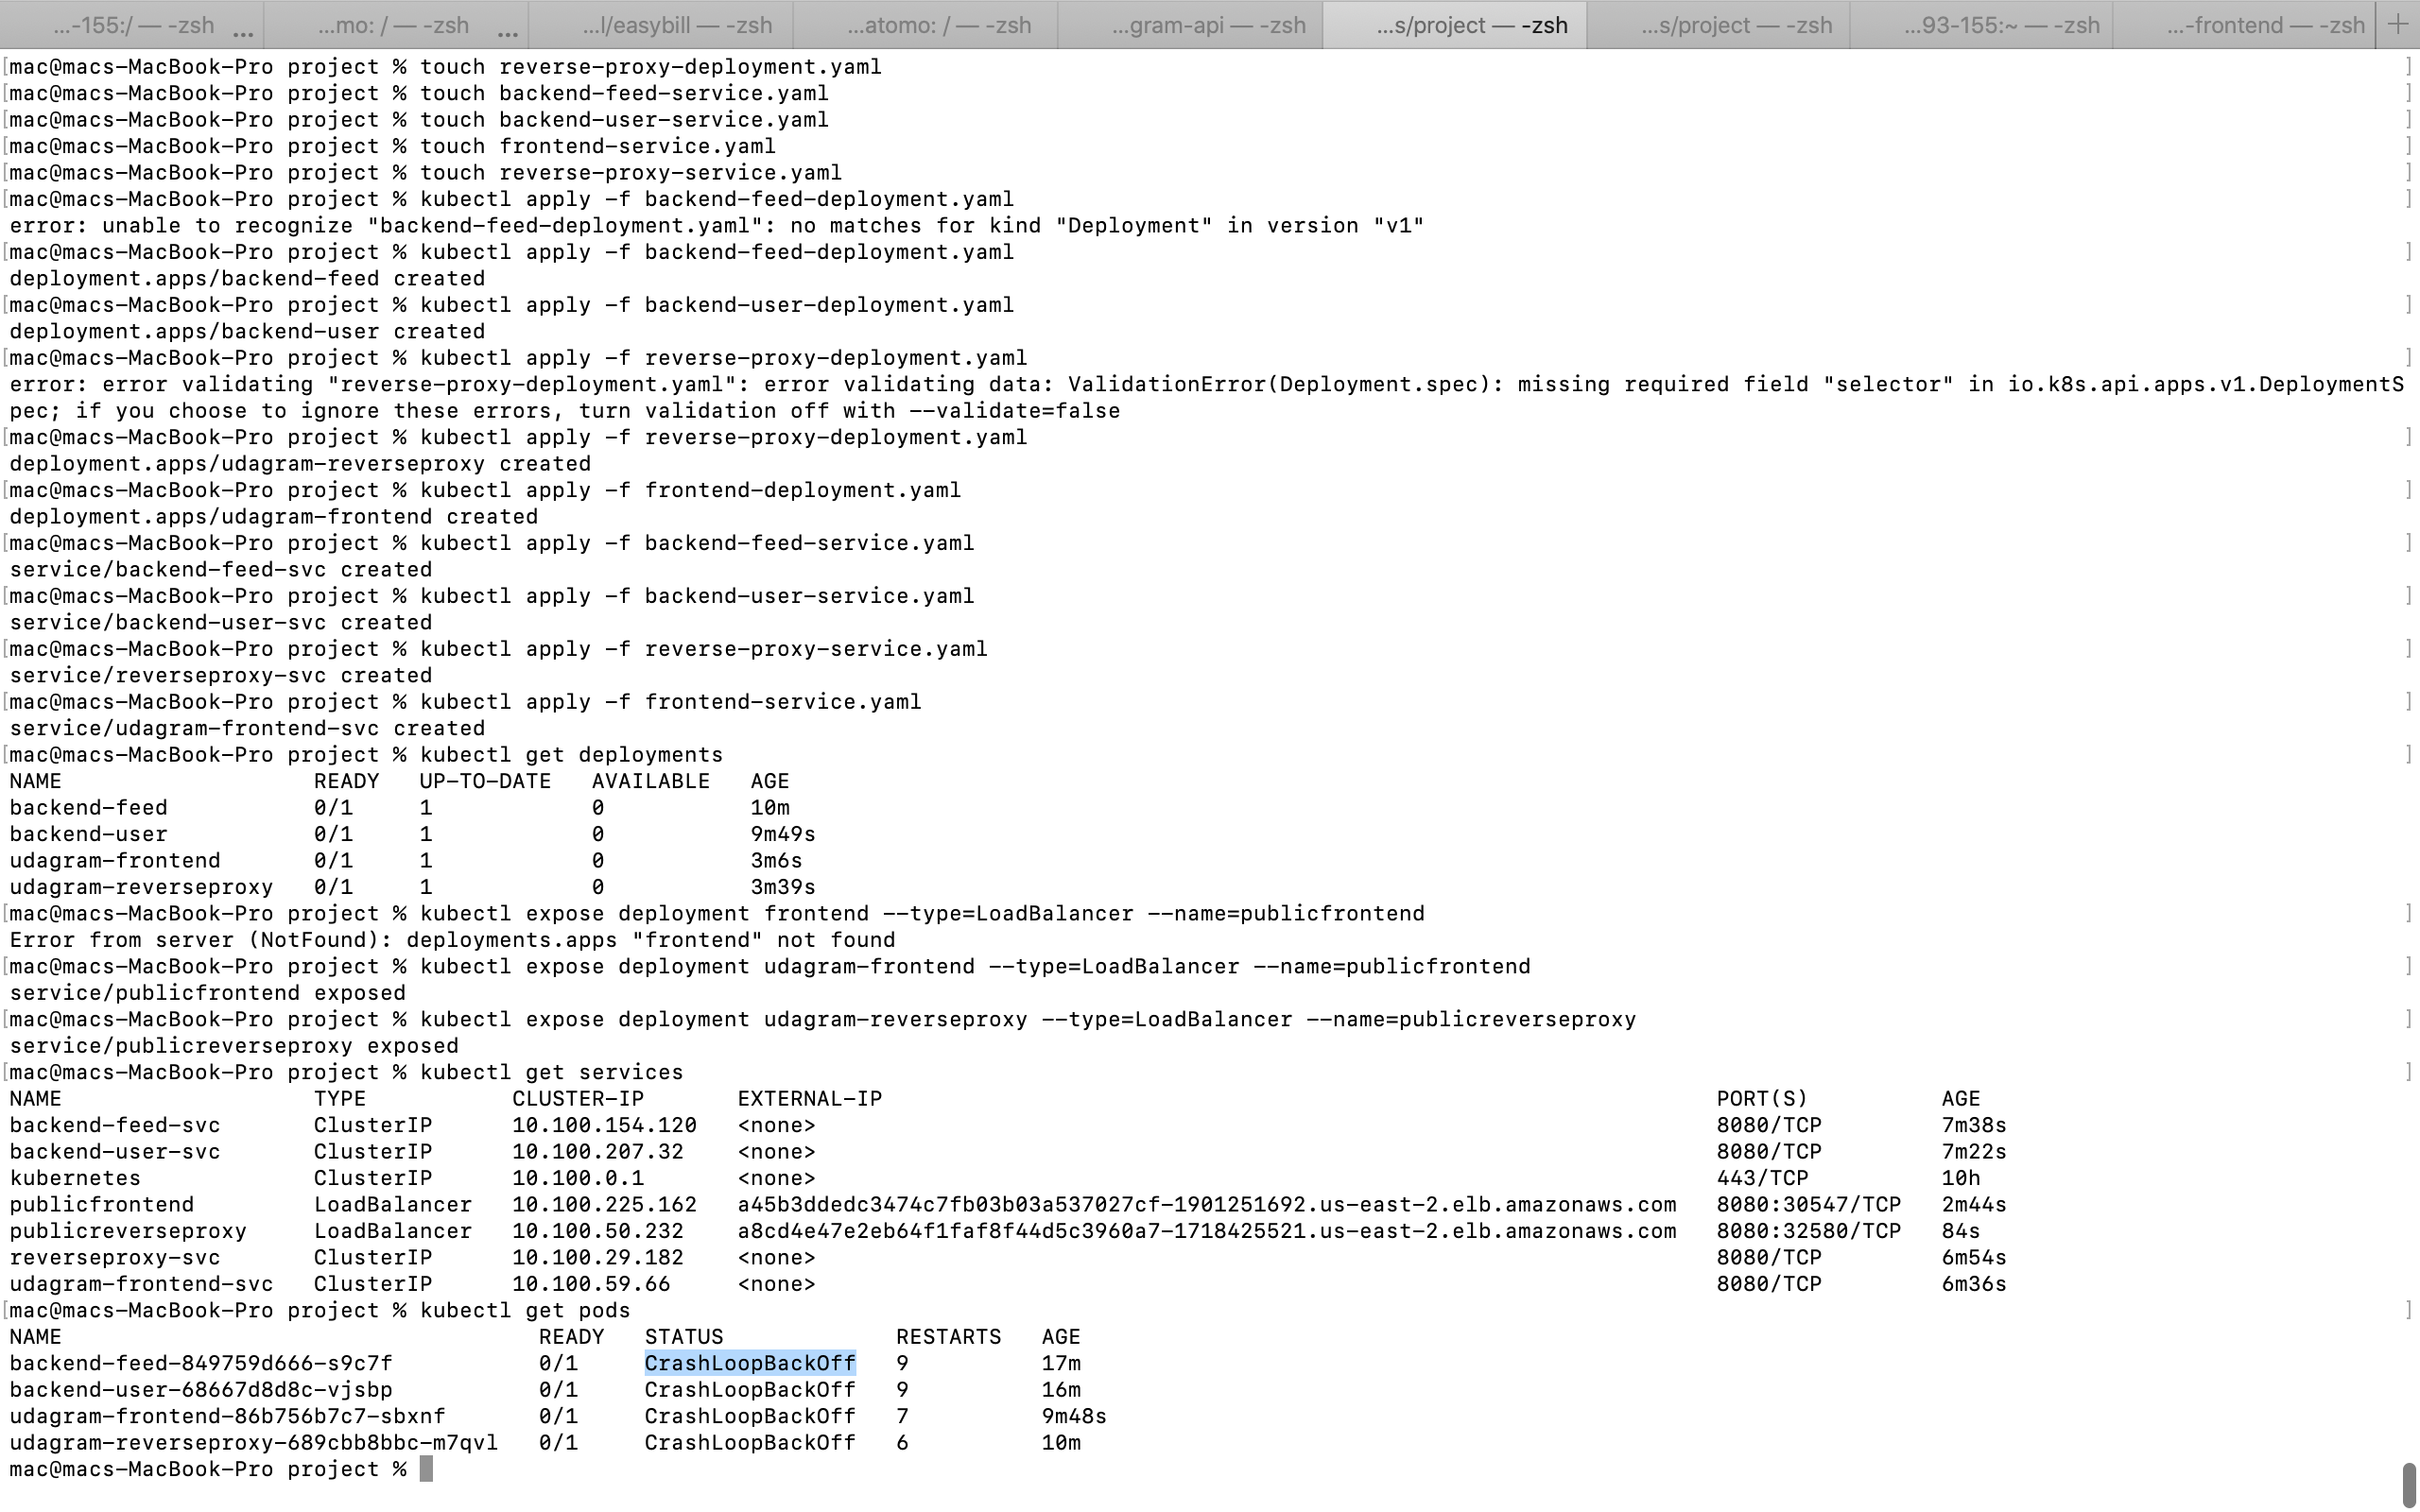 ...-155:/ — -zsh ... ...mo: / — -zsh ... ...l/easybill — -zsh ...atomo: / — -zsh ...gram-api — -zsh ...s/project — -zsh ...s/project — -zsh ...93-155:~ — -zsh ...-frontend — -zsh +
[mac@macs-MacBook-Pro project % touch reverse-proxy-deployment.yaml ]
[mac@macs-MacBook-Pro project % touch backend-feed-service.yaml ]
[mac@macs-MacBook-Pro project % touch backend-user-service.yaml ]
[mac@macs-MacBook-Pro project % touch frontend-service.yaml ]
[mac@macs-MacBook-Pro project % touch reverse-proxy-service.yaml ]
[mac@macs-MacBook-Pro project % kubectl apply -f backend-feed-deployment.yaml ]
error: unable to recognize "backend-feed-deployment.yaml": no matches for kind "Deployment" in version "v1"
[mac@macs-MacBook-Pro project % kubectl apply -f backend-feed-deployment.yaml ]
deployment.apps/backend-feed created
[mac@macs-MacBook-Pro project % kubectl apply -f backend-user-deployment.yaml ]
deployment.apps/backend-user created
[mac@macs-MacBook-Pro project % kubectl apply -f reverse-proxy-deployment.yaml ]
error: error validating "reverse-proxy-deployment.yaml": error validating data: ValidationError(Deployment.spec): missing required field "selector" in io.k8s.api.apps.v1.DeploymentS
pec; if you choose to ignore these errors, turn validation off with --validate=false
[mac@macs-MacBook-Pro project % kubectl apply -f reverse-proxy-deployment.yaml ]
deployment.apps/udagram-reverseproxy created
[mac@macs-MacBook-Pro project % kubectl apply -f frontend-deployment.yaml ]
deployment.apps/udagram-frontend created
[mac@macs-MacBook-Pro project % kubectl apply -f backend-feed-service.yaml ]
service/backend-feed-svc created
[mac@macs-MacBook-Pro project % kubectl apply -f backend-user-service.yaml ]
service/backend-user-svc created
[mac@macs-MacBook-Pro project % kubectl apply -f reverse-proxy-service.yaml ]
service/reverseproxy-svc created
[mac@macs-MacBook-Pro project % kubectl apply -f frontend-service.yaml ]
service/udagram-frontend-svc created
[mac@macs-MacBook-Pro project % kubectl get deployments ]
NAME READY UP-TO-DATE AVAILABLE AGE
backend-feed 0/1 1 0 10m
backend-user 0/1 1 0 9m49s
udagram-frontend 0/1 1 0 3m6s
udagram-reverseproxy 0/1 1 0 3m39s
[mac@macs-MacBook-Pro project % kubectl expose deployment frontend --type=LoadBalancer --name=publicfrontend ]
Error from server (NotFound): deployments.apps "frontend" not found
[mac@macs-MacBook-Pro project % kubectl expose deployment udagram-frontend --type=LoadBalancer --name=publicfrontend ]
service/publicfrontend exposed
[mac@macs-MacBook-Pro project % kubectl expose deployment udagram-reverseproxy --type=LoadBalancer --name=publicreverseproxy ]
service/publicreverseproxy exposed
[mac@macs-MacBook-Pro project % kubectl get services ]
NAME TYPE CLUSTER-IP EXTERNAL-IP PORT(S) AGE
backend-feed-svc ClusterIP 10.100.154.120 <none> 8080/TCP 7m38s
backend-user-svc ClusterIP 10.100.207.32 <none> 8080/TCP 7m22s
kubernetes ClusterIP 10.100.0.1 <none> 443/TCP 10h
publicfrontend LoadBalancer 10.100.225.162 a45b3ddedc3474c7fb03b03a537027cf-1901251692.us-east-2.elb.amazonaws.com 8080:30547/TCP 2m44s
publicreverseproxy LoadBalancer 10.100.50.232 a8cd4e47e2eb64f1faf8f44d5c3960a7-1718425521.us-east-2.elb.amazonaws.com 8080:32580/TCP 84s
reverseproxy-svc ClusterIP 10.100.29.182 <none> 8080/TCP 6m54s
udagram-frontend-svc ClusterIP 10.100.59.66 <none> 8080/TCP 6m36s
[mac@macs-MacBook-Pro project % kubectl get pods ]
NAME READY STATUS RESTARTS AGE
backend-feed-849759d666-s9c7f 0/1 CrashLoopBackOff 9 17m
backend-user-68667d8d8c-vjsbp 0/1 CrashLoopBackOff 9 16m
udagram-frontend-86b756b7c7-sbxnf 0/1 CrashLoopBackOff 7 9m48s
udagram-reverseproxy-689cbb8bbc-m7qvl 0/1 CrashLoopBackOff 6 10m
mac@macs-MacBook-Pro project %